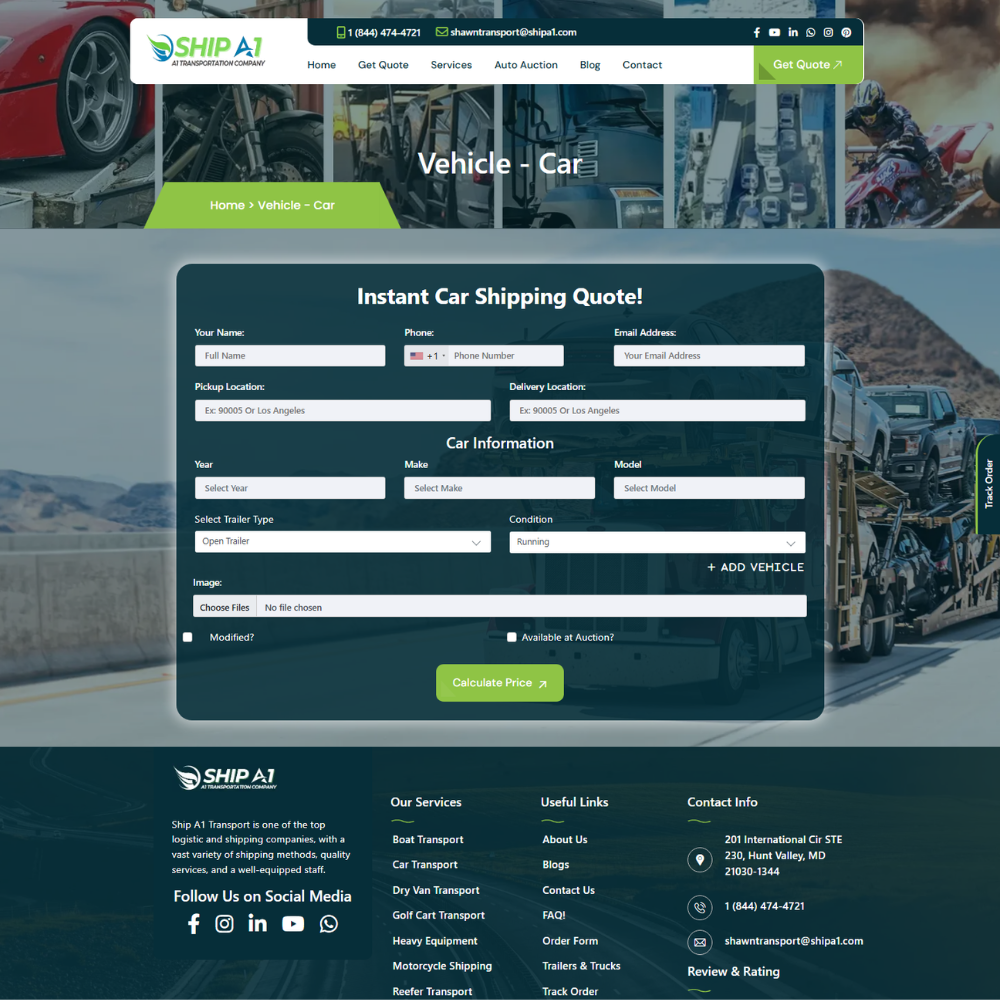 SHIP A1
A1 TRANSPORTATION COMPANY
1 (844) 474-4721
shawntransport@shipa1.com
Home
Get Quote
Services
Auto Auction
Blog
Contact
Get Quote
Vehicle - Car
Home > Vehicle - Car
Instant Car Shipping Quote!
Your Name:
Phone:
Email Address:
Full Name
+1
Phone Number
Your Email Address
Pickup Location:
Delivery Location:
Ex: 90005 Or Los Angeles
Ex: 90005 Or Los Angeles
Car Information
Year
Make
Model
Select Year
Select Make
Select Model
Select Trailer Type
Condition
Open Trailer
Running
+ ADD VEHICLE
Image:
Choose Files
No file chosen
Modified?
Available at Auction?
Calculate Price
Track Order
SHIP A1
A1 TRANSPORTATION COMPANY
Ship A1 Transport is one of the top
logistic and shipping companies, with a
vast variety of shipping methods, quality
services, and a well-equipped staff.
Follow Us on Social Media
Our Services
Boat Transport
Car Transport
Dry Van Transport
Golf Cart Transport
Heavy Equipment
Motorcycle Shipping
Reefer Transport
Useful Links
About Us
Blogs
Contact Us
FAQ!
Order Form
Trailers & Trucks
Track Order
Contact Info
201 International Cir STE
230, Hunt Valley, MD
21030-1344
1 (844) 474-4721
shawntransport@shipa1.com
Review & Rating